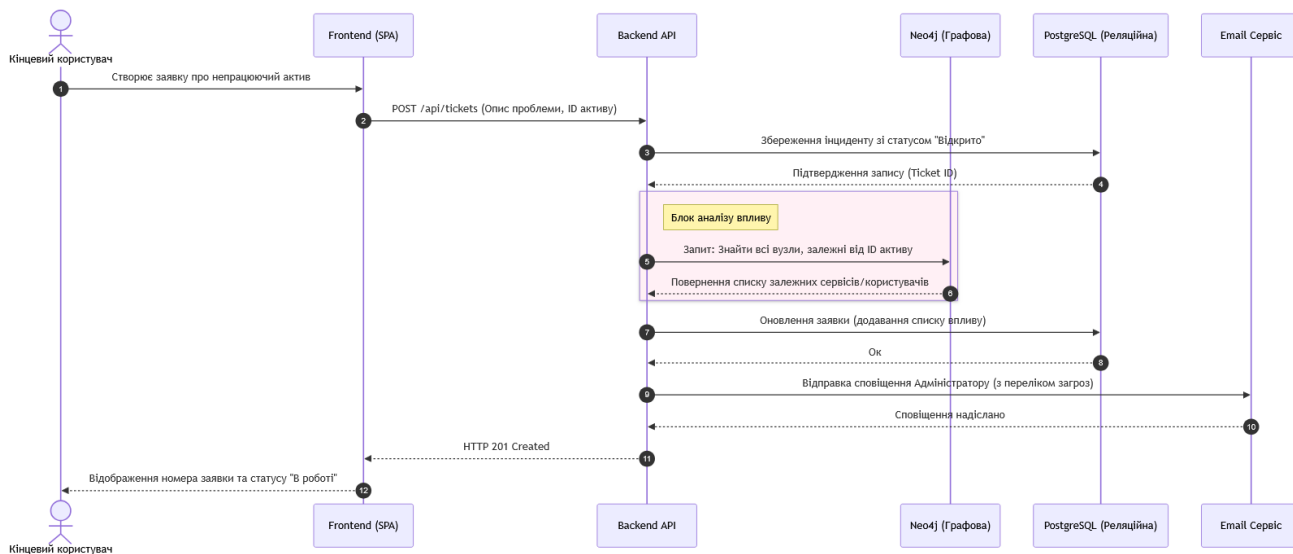 Frontend (SPA)
Backend API
Neo4j (Графова)
PostgreSQL (Реляційна)
Email Сервіс
Кінцевий користувач
Створює заявку про непрацюючий актив
1
POST /api/tickets (Опис проблеми, ID активу)
2
Збереження інциденту зі статусом "Відкрито"
3
Підтвердження запису (Ticket ID)
4
Блок аналізу впливу
Запит: Знайти всі вузли, залежні від ID активу
5
Повернення списку залежних сервісів/користувачів
6
Оновлення заявки (додавання списку впливу)
7
Ок
8
Відправка сповіщення Адміністратору (з переліком загроз)
9
Сповіщення надіслано
10
HTTP 201 Created
11
Відображення номера заявки та статусу "В роботі"
12
Frontend (SPA)
Backend API
Neo4j (Графова)
PostgreSQL (Реляційна)
Email Сервіс
Кінцевий користувач